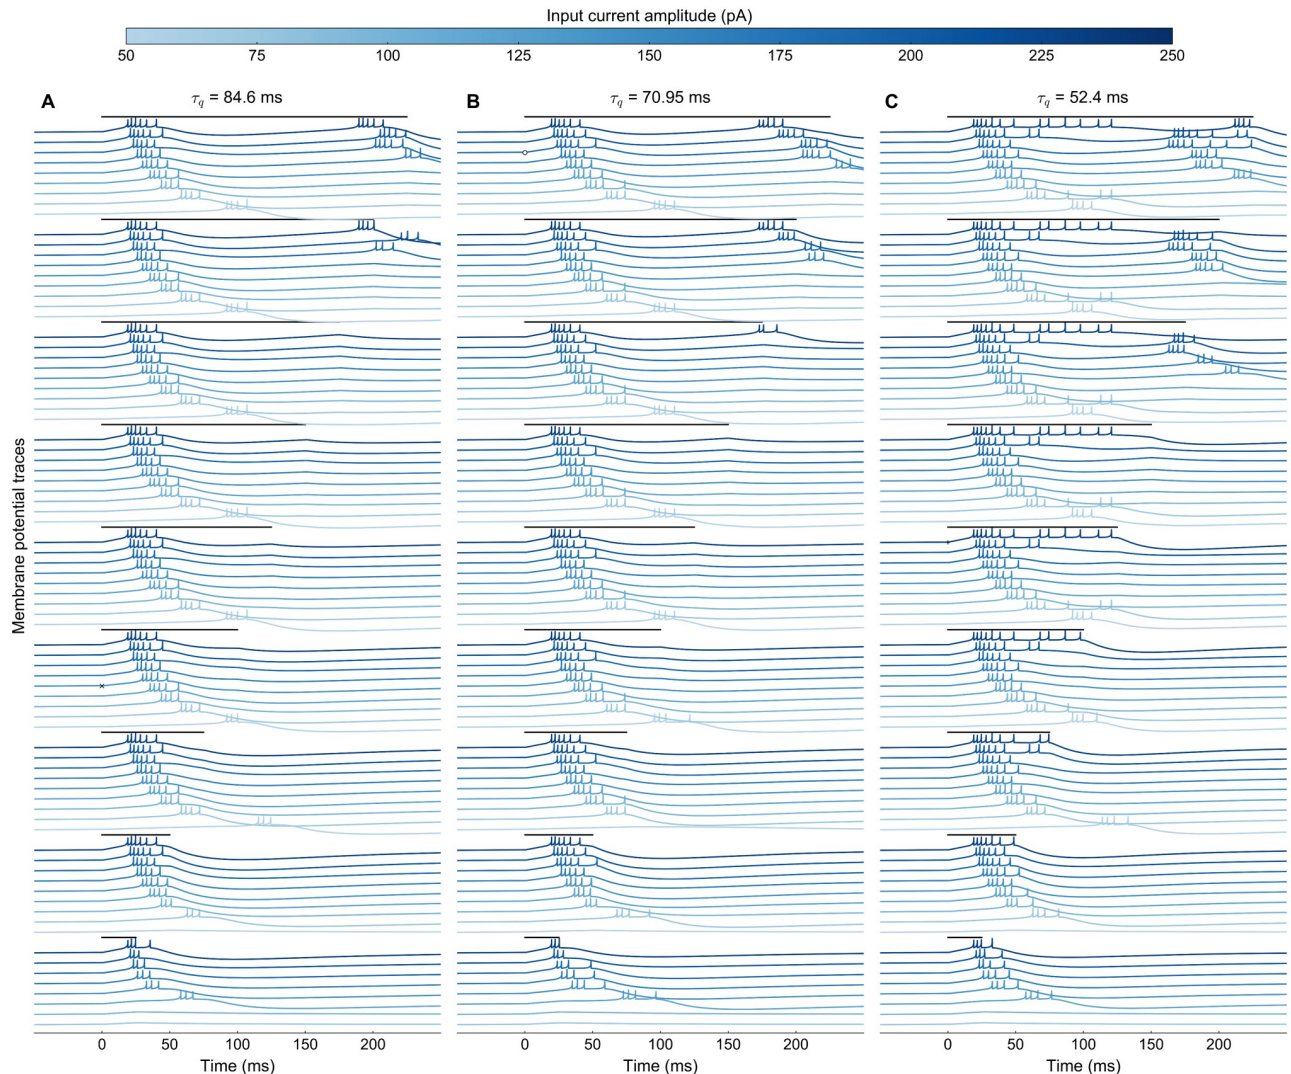 Input current amplitude (pA)
50 75 100 125 150 175 200 225 250
A τq = 84.6 ms B τq = 70.95 ms C τq = 52.4 ms
Membrane potential traces
0 50 100 150 200 0 50 100 150 200 0 50 100 150 200
Time (ms) Time (ms) Time (ms)